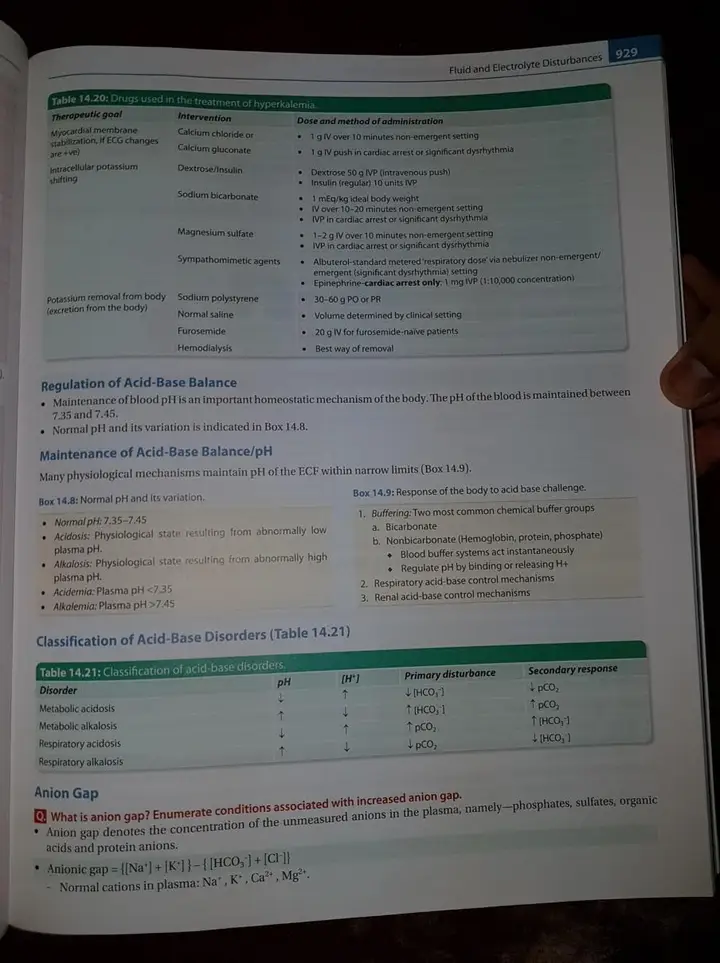 Fluid and Electrolyte Disturbances 929
Table 14.20: Drugs used in the treatment of hyperkalemia.
Therapeutic goal Intervention Dose and method of administration
Myocardial membrane stabilization, if ECG changes are +ve) Calcium chloride or • 1 g IV over 10 minutes non-emergent setting
Calcium gluconate • 1 g IV push in cardiac arrest or significant dysrhythmia
Intracellular potassium shifting Dextrose/Insulin • Dextrose 50 g IVP (intravenous push)
• Insulin (regular) 10 units IVP
Sodium bicarbonate • 1 mEq/kg ideal body weight
• IV over 10–20 minutes non-emergent setting
• IVP in cardiac arrest or significant dysrhythmia
Magnesium sulfate • 1–2 g IV over 10 minutes non-emergent setting
• IVP in cardiac arrest or significant dysrhythmia
Sympathomimetic agents • Albuterol-standard metered 'respiratory dose' via nebulizer non-emergent/
emergent (significant dysrhythmia) setting
• Epinephrine-cardiac arrest only: 1 mg IVP (1:10,000 concentration)
Potassium removal from body (excretion from the body) Sodium polystyrene • 30–60 g PO or PR
Normal saline • Volume determined by clinical setting
Furosemide • 20 g IV for furosemide-naive patients
Hemodialysis • Best way of removal
Regulation of Acid-Base Balance
• Maintenance of blood pH is an important homeostatic mechanism of the body. The pH of the blood is maintained between
7.35 and 7.45.
• Normal pH and its variation is indicated in Box 14.8.
Maintenance of Acid-Base Balance/pH
Many physiological mechanisms maintain pH of the ECF within narrow limits (Box 14.9).
Box 14.8: Normal pH and its variation.
• Normal pH: 7.35–7.45
• Acidosis: Physiological state resulting from abnormally low
plasma pH.
• Alkalosis: Physiological state resulting from abnormally high
plasma pH.
• Acidemia: Plasma pH <7.35
• Alkalemia: Plasma pH >7.45
Box 14.9: Response of the body to acid base challenge.
1. Buffering: Two most common chemical buffer groups
a. Bicarbonate
b. Nonbicarbonate (Hemoglobin, protein, phosphate)
◆ Blood buffer systems act instantaneously
◆ Regulate pH by binding or releasing H+
2. Respiratory acid-base control mechanisms
3. Renal acid-base control mechanisms
Classification of Acid-Base Disorders (Table 14.21)
Table 14.21: Classification of acid-base disorders.
Disorder pH [H⁺] Primary disturbance Secondary response
Metabolic acidosis ↓ ↑ ↓ [HCO₃⁻] ↓ pCO₂
Metabolic alkalosis ↑ ↓ ↑ [HCO₃⁻] ↑ pCO₂
Respiratory acidosis ↓ ↑ ↑ pCO₂ ↑ [HCO₃⁻]
Respiratory alkalosis ↑ ↓ ↓ pCO₂ ↓ [HCO₃⁻]
Anion Gap
Q. What is anion gap? Enumerate conditions associated with increased anion gap.
• Anion gap denotes the concentration of the unmeasured anions in the plasma, namely—phosphates, sulfates, organic
acids and protein anions.
• Anionic gap = {[Na⁺] + [K⁺] } – { [HCO₃⁻] + [Cl⁻]}
- Normal cations in plasma: Na⁺, K⁺, Ca²⁺, Mg²⁺.